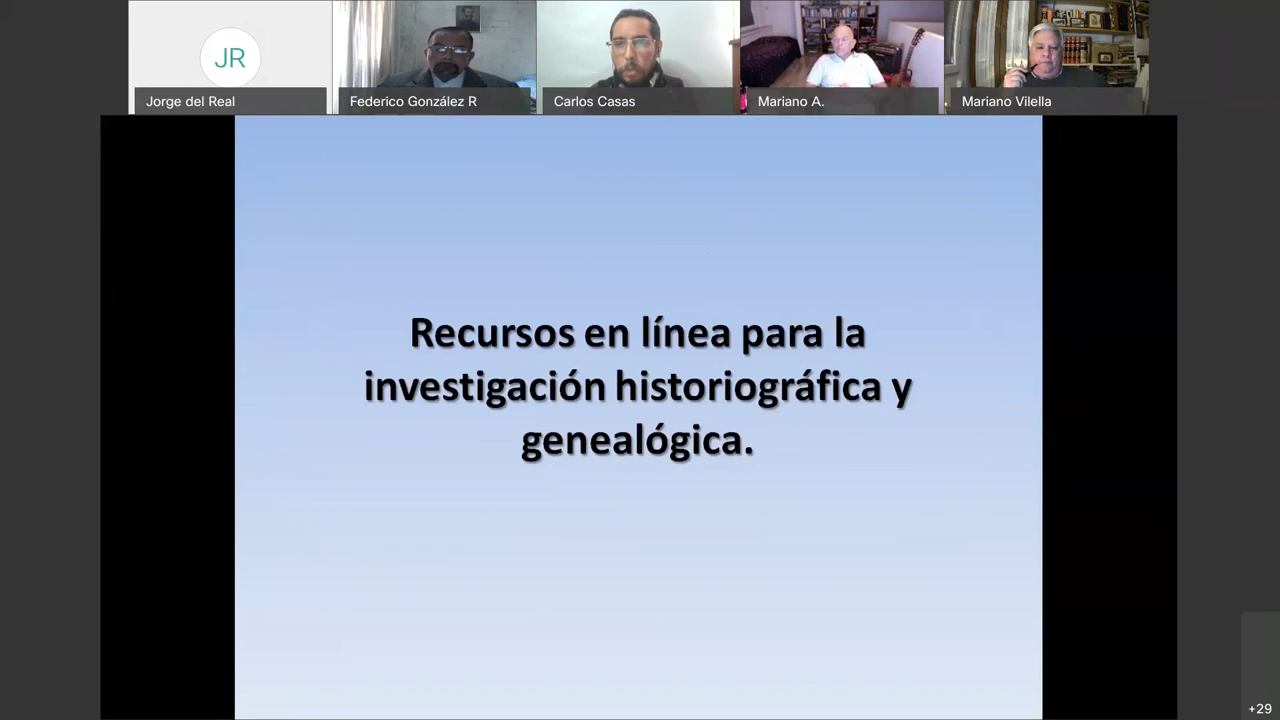 JR
Jorge del Real
Federico González R
Carlos Casas
Mariano A.
Mariano Vilella
Recursos en línea para la
investigación historiográfica y
genealógica.
+29